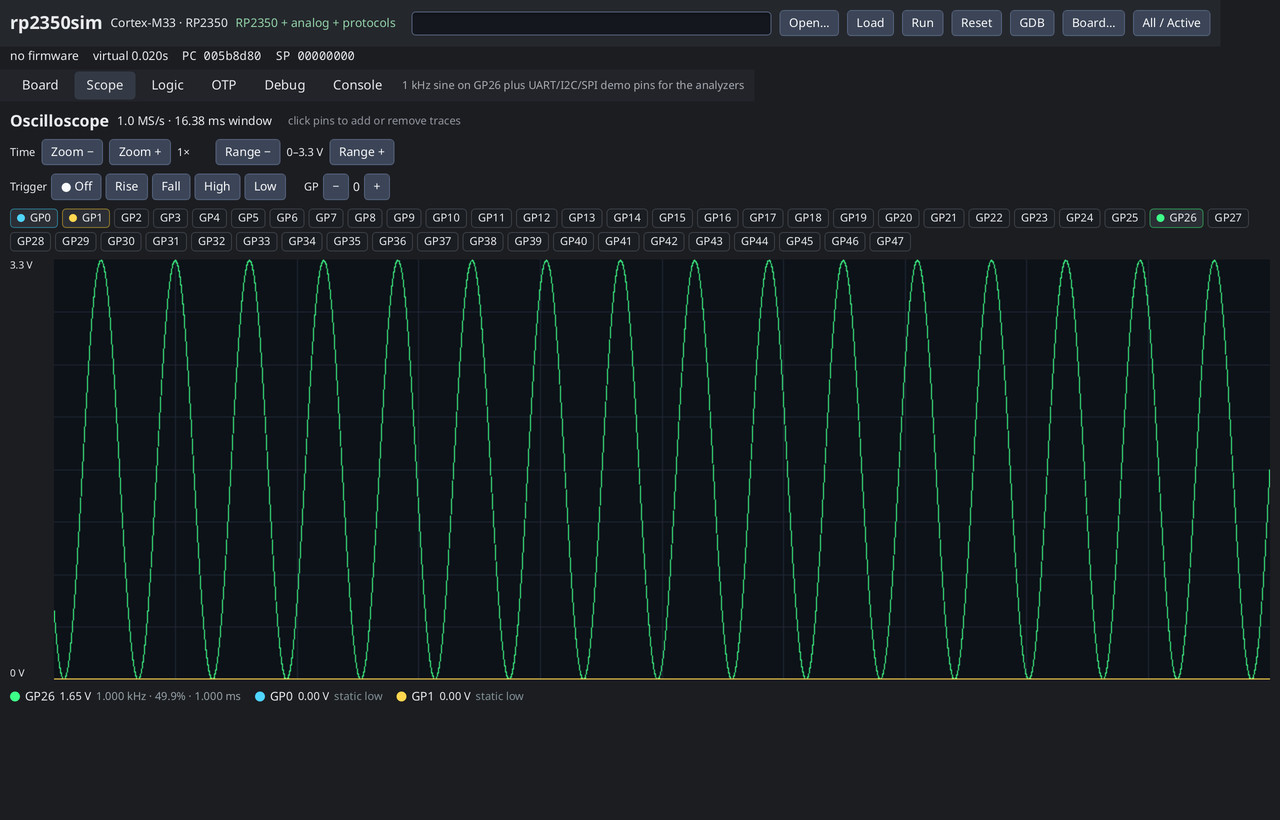 rp2350sim Cortex-M33 · RP2350 RP2350 + analog + protocols Open... Load Run Reset GDB Board... All / Active
no firmware virtual 0.020s PC 005b8d80 SP 00000000
Board Scope Logic OTP Debug Console 1 kHz sine on GP26 plus UART/I2C/SPI demo pins for the analyzers
Oscilloscope 1.0 MS/s · 16.38 ms window click pins to add or remove traces
Time Zoom − Zoom + 1× Range − 0–3.3 V Range +
Trigger Off Rise Fall High Low GP − 0 +
GP0 GP1 GP2 GP3 GP4 GP5 GP6 GP7 GP8 GP9 GP10 GP11 GP12 GP13 GP14 GP15 GP16 GP17 GP18 GP19 GP20 GP21 GP22 GP23 GP24 GP25 GP26 GP27
GP28 GP29 GP30 GP31 GP32 GP33 GP34 GP35 GP36 GP37 GP38 GP39 GP40 GP41 GP42 GP43 GP44 GP45 GP46 GP47
3.3 V
0 V
GP26 1.65 V 1.000 kHz · 49.9% · 1.000 ms GP0 0.00 V static low GP1 0.00 V static low